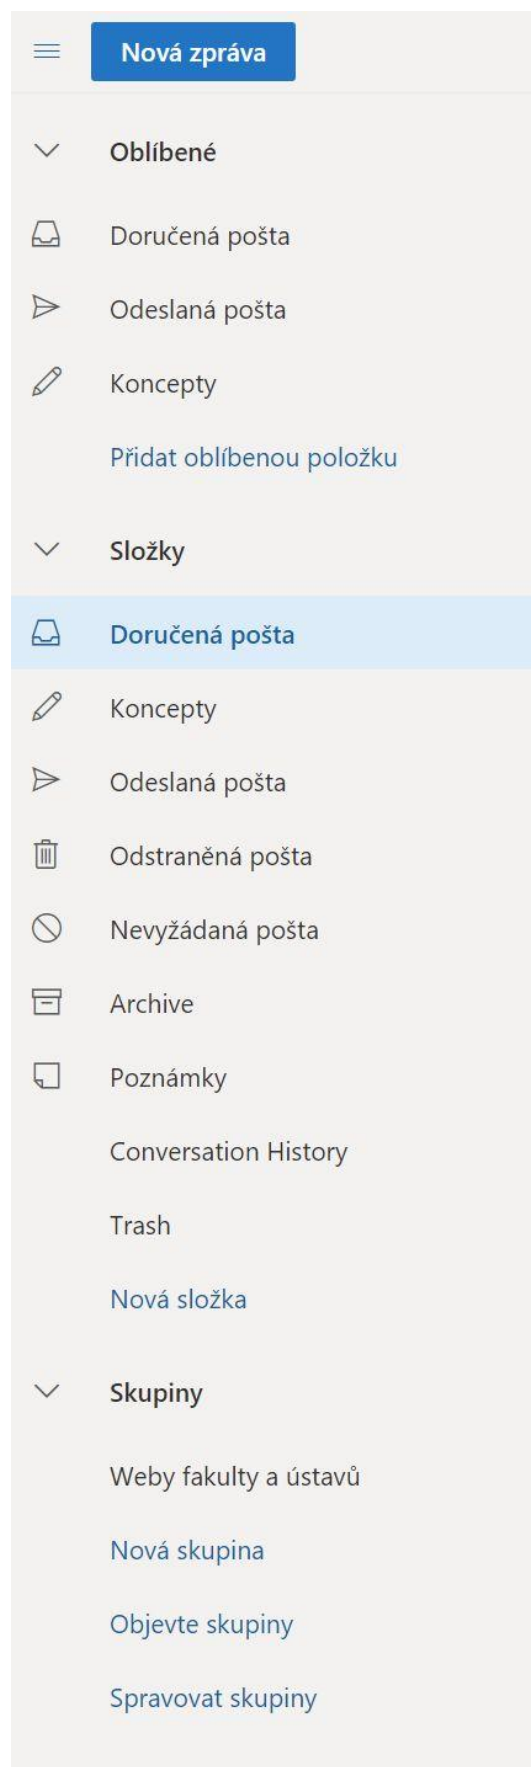 Nová zpráva
Oblíbené
Doručená pošta
Odeslaná pošta
Koncepty
Přidat oblíbenou položku
Složky
Doručená pošta
Koncepty
Odeslaná pošta
Odstraněná pošta
Nevyžádaná pošta
Archive
Poznámky
Conversation History
Trash
Nová složka
Skupiny
Weby fakulty a ústavů
Nová skupina
Objevte skupiny
Spravovat skupiny